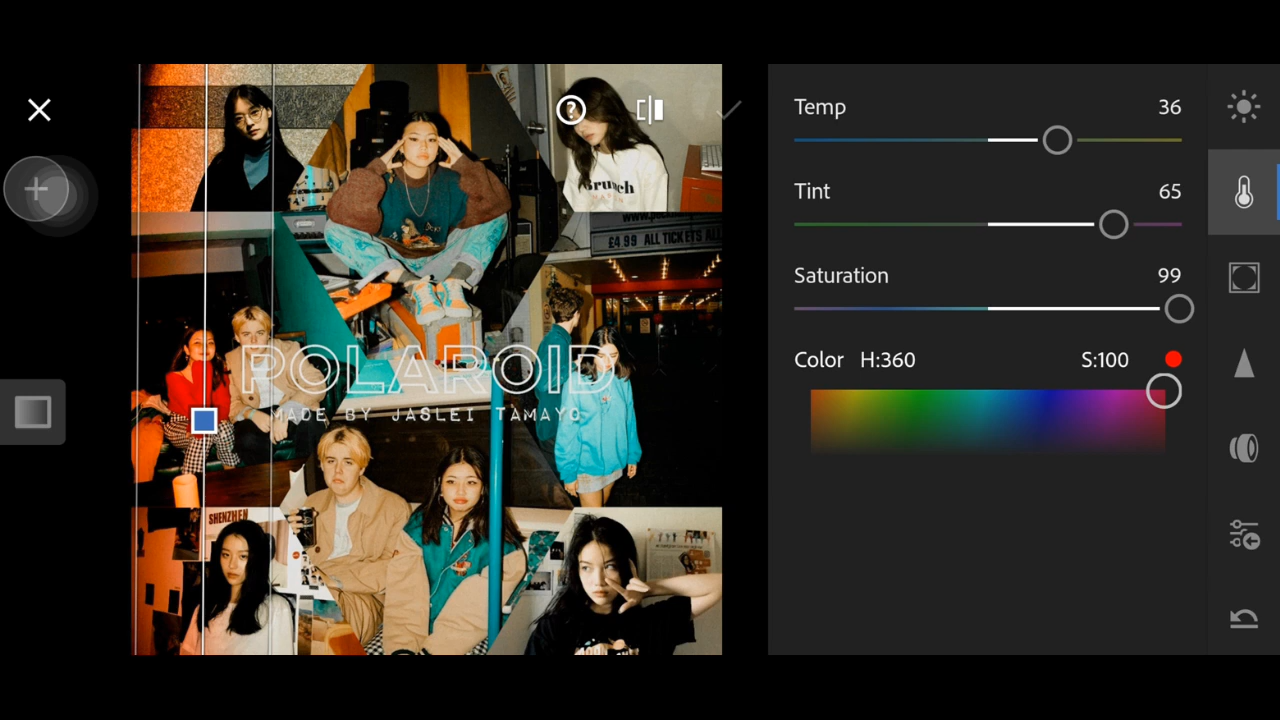 Temp 36
Tint 65
Saturation 99
Color H:360 S:100
Brunch
£4.99 ALL TICKETS ALL
POLAROID
MADE BY JASLEI TAMAYO
SHENZHEN